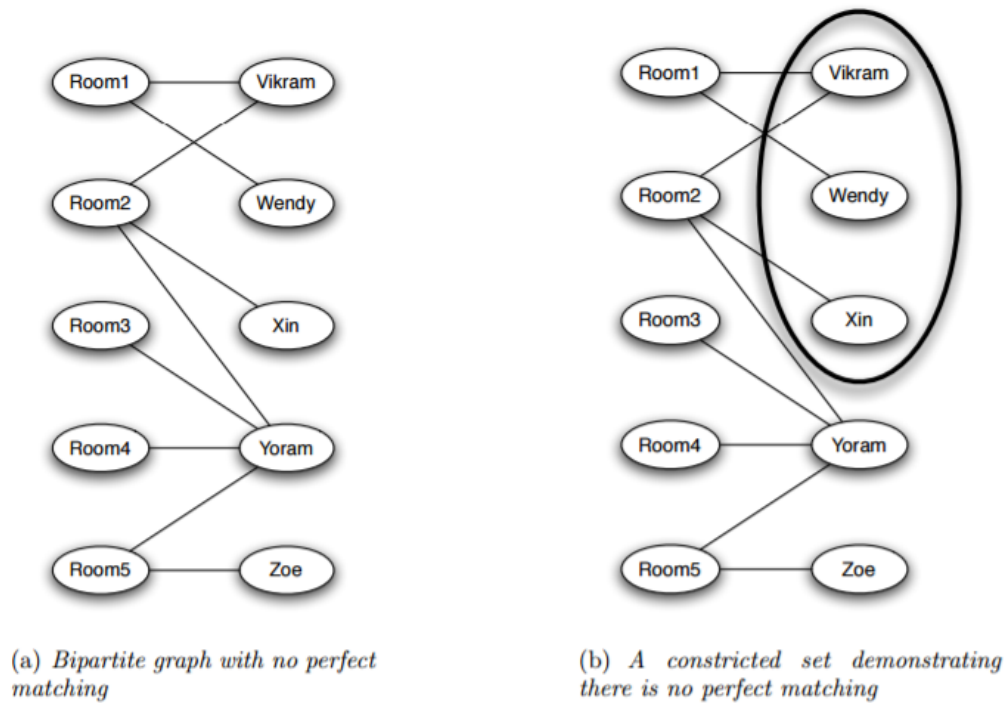 Room1
Vikram
Room2
Wendy
Room3
Xin
Room4
Yoram
Room5
Zoe
(a) Bipartite graph with no perfect
matching
Room1
Vikram
Room2
Wendy
Room3
Xin
Room4
Yoram
Room5
Zoe
(b) A constricted set demonstrating
there is no perfect matching